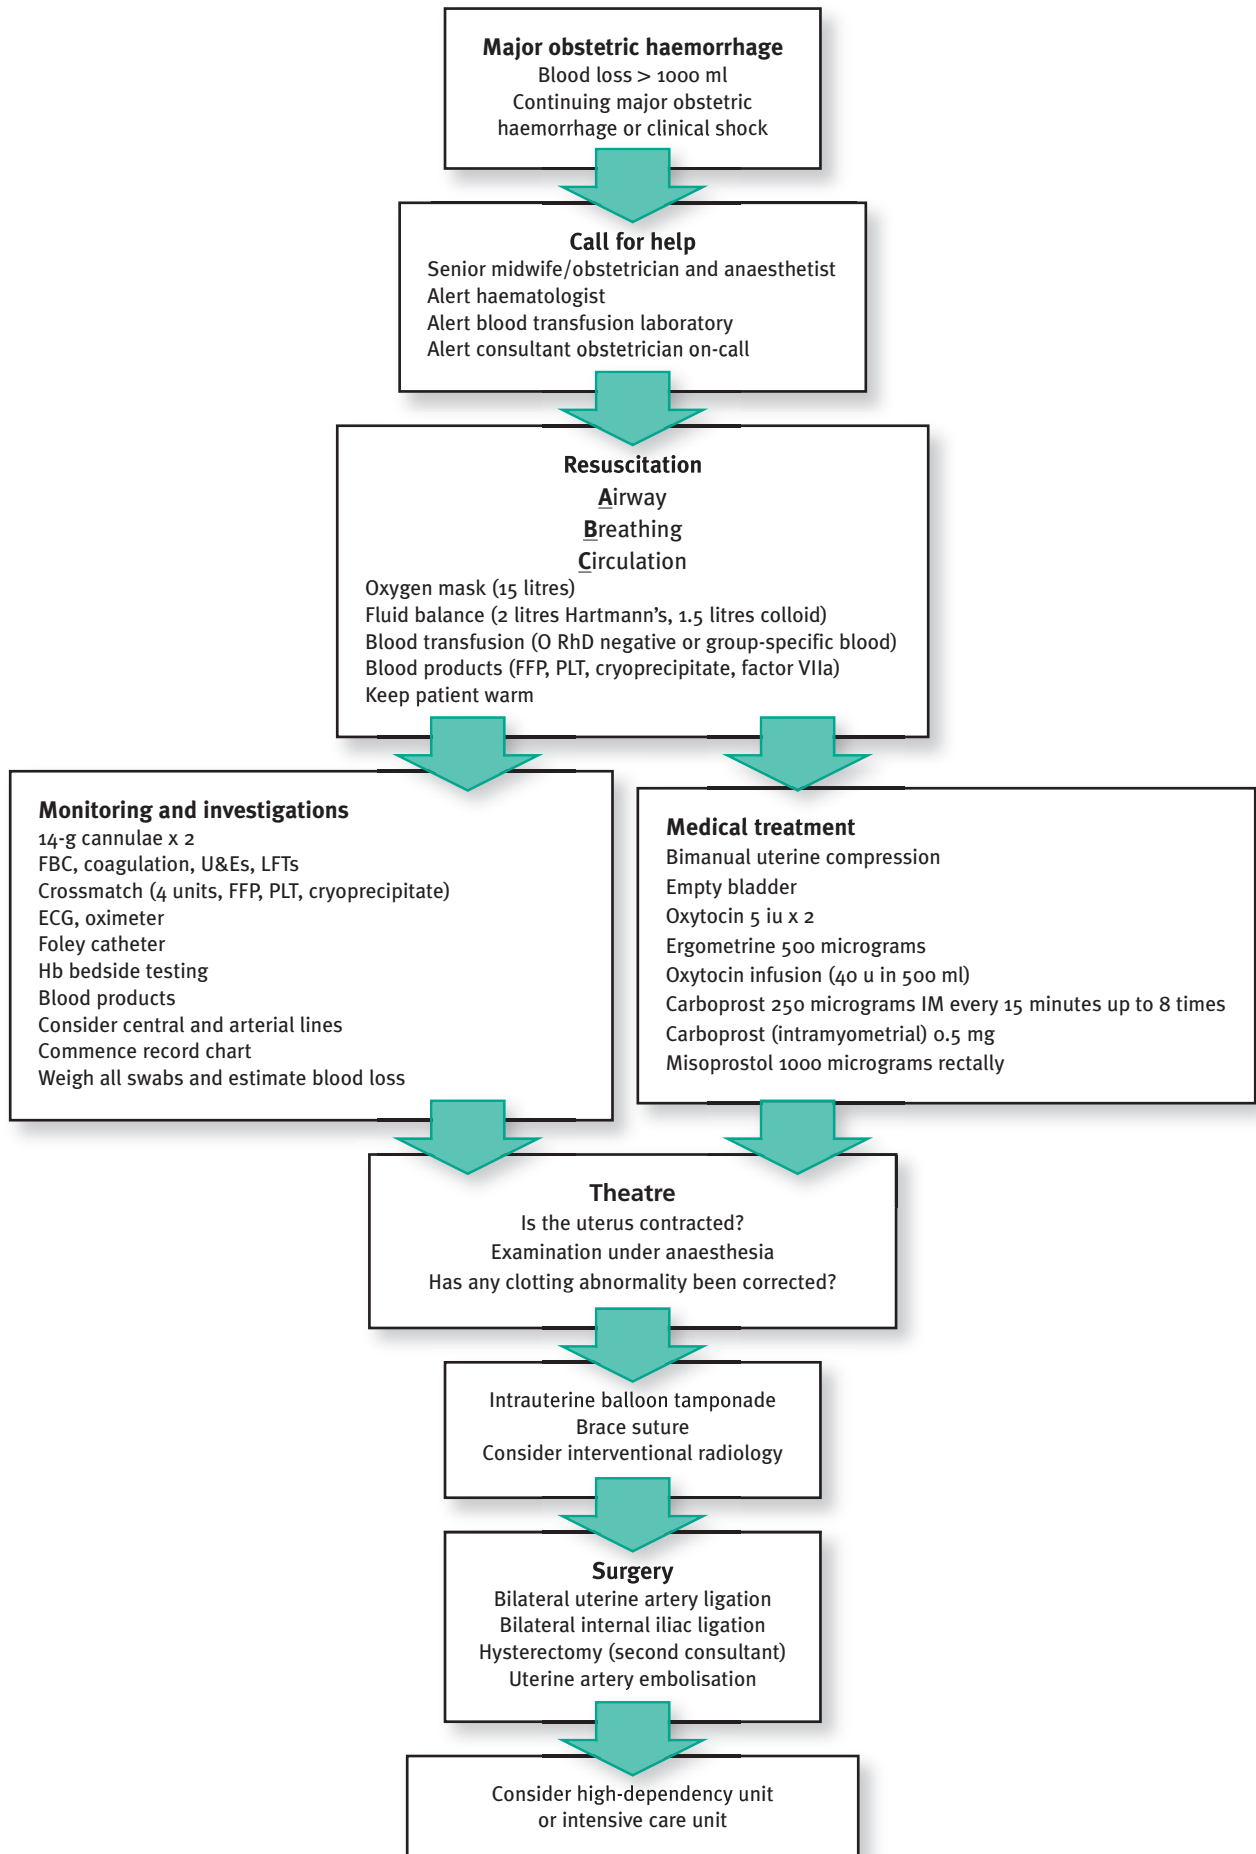 Major obstetric haemorrhage
Blood loss > 1000 ml
Continuing major obstetric
haemorrhage or clinical shock
Call for help
Senior midwife/obstetrician and anaesthetist
Alert haematologist
Alert blood transfusion laboratory
Alert consultant obstetrician on-call
Resuscitation
Airway
Breathing
Circulation
Oxygen mask (15 litres)
Fluid balance (2 litres Hartmann's, 1.5 litres colloid)
Blood transfusion (O RhD negative or group-specific blood)
Blood products (FFP, PLT, cryoprecipitate, factor VIIa)
Keep patient warm
Monitoring and investigations
14-g cannulae x 2
FBC, coagulation, U&Es, LFTs
Crossmatch (4 units, FFP, PLT, cryoprecipitate)
ECG, oximeter
Foley catheter
Hb bedside testing
Blood products
Consider central and arterial lines
Commence record chart
Weigh all swabs and estimate blood loss
Medical treatment
Bimanual uterine compression
Empty bladder
Oxytocin 5 iu x 2
Ergometrine 500 micrograms
Oxytocin infusion (40 u in 500 ml)
Carboprost 250 micrograms IM every 15 minutes up to 8 times
Carboprost (intramyometrial) 0.5 mg
Misoprostol 1000 micrograms rectally
Theatre
Is the uterus contracted?
Examination under anaesthesia
Has any clotting abnormality been corrected?
Intrauterine balloon tamponade
Brace suture
Consider interventional radiology
Surgery
Bilateral uterine artery ligation
Bilateral internal iliac ligation
Hysterectomy (second consultant)
Uterine artery embolisation
Consider high-dependency unit
or intensive care unit